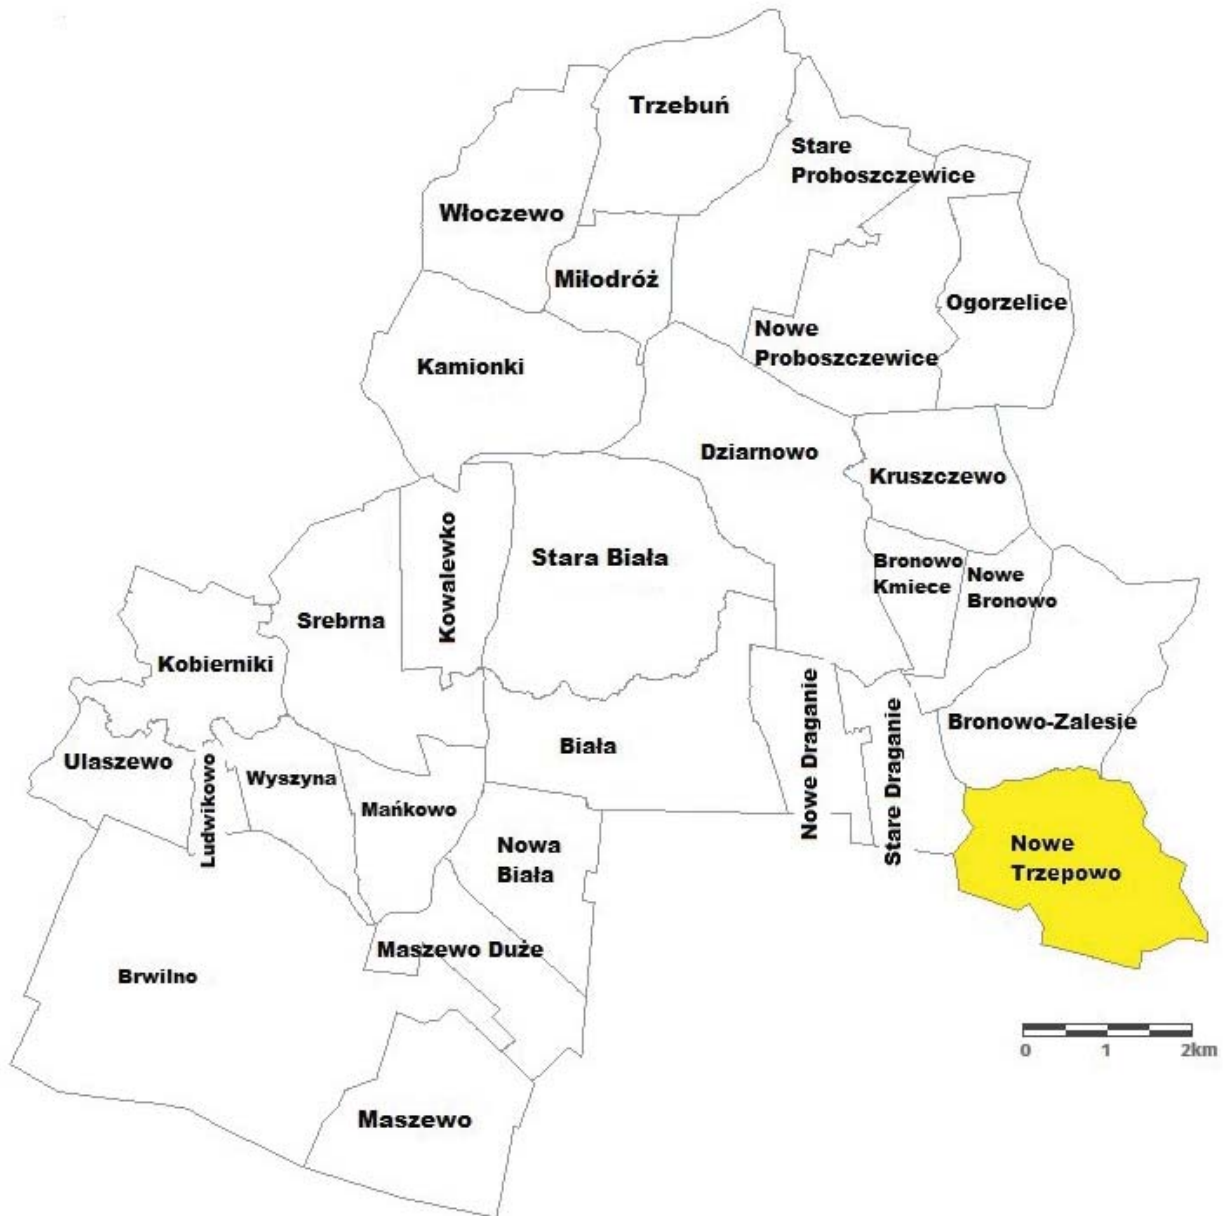 Trzebuń
Stare
Proboszczewice
Włoczewo
Miłodróż
Ogorzelice
Nowe
Proboszczewice
Kamionki
Dziarnowo
Kruszczewo
Kowalewko
Stara Biała
Bronowo
Kmiece
Nowe
Bronowo
Srebrna
Kobierniki
Nowe Draganie
Stare Draganie
Bronowo-Zalesie
Ulaszewo
Ludwikowo
Wyszyna
Biała
Mańkowo
Nowa
Biała
Nowe
Trzepowo
Maszewo Duże
Brwilno
0 1 2km
Maszewo